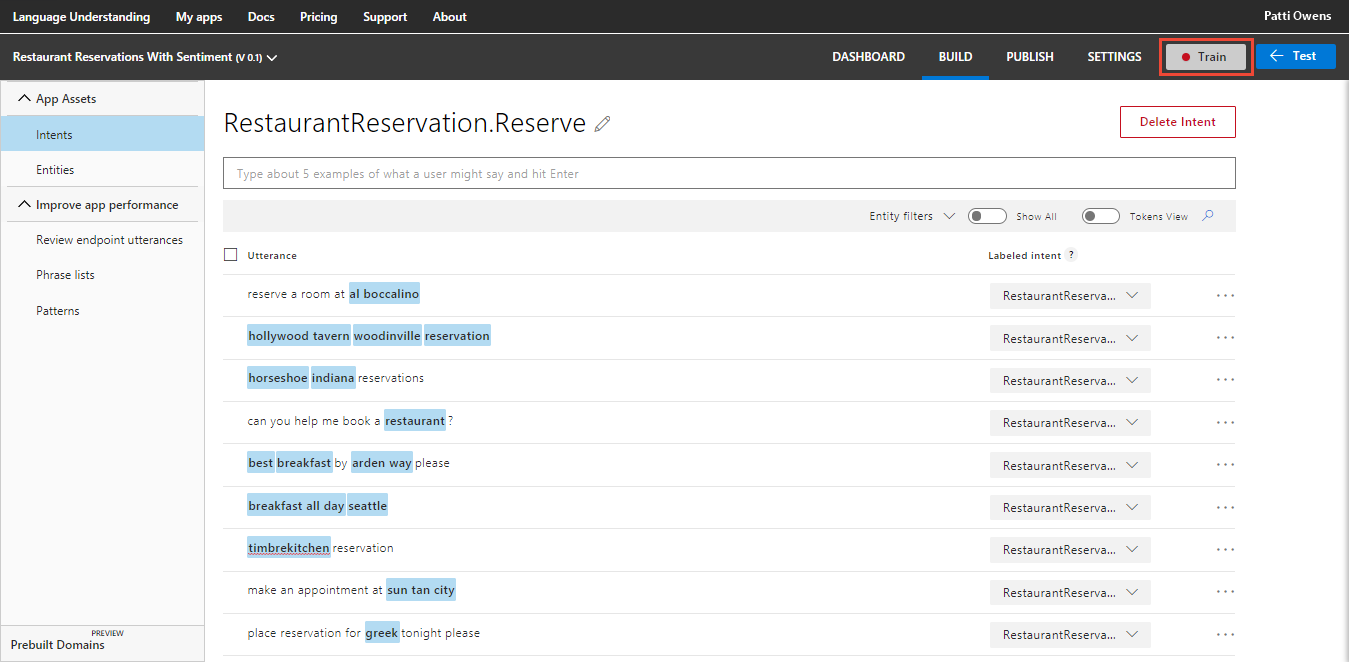 Language Understanding My apps Docs Pricing Support About Patti Owens
Restaurant Reservations With Sentiment (V 0.1) DASHBOARD BUILD PUBLISH SETTINGS Train Test
App Assets
Intents
Entities
Improve app performance
Review endpoint utterances
Phrase lists
Patterns
PREVIEW
Prebuilt Domains
RestaurantReservation.Reserve
Delete Intent
Type about 5 examples of what a user might say and hit Enter
Entity filters Show All Tokens View
Utterance Labeled intent ?
reserve a room at al boccalino RestaurantReserva... ...
hollywood tavern woodinville reservation RestaurantReserva... ...
horseshoe indiana reservations RestaurantReserva... ...
can you help me book a restaurant ? RestaurantReserva... ...
best breakfast by arden way please RestaurantReserva... ...
breakfast all day seattle RestaurantReserva... ...
timbrekitchen reservation RestaurantReserva... ...
make an appointment at sun tan city RestaurantReserva... ...
place reservation for greek tonight please RestaurantReserva... ...